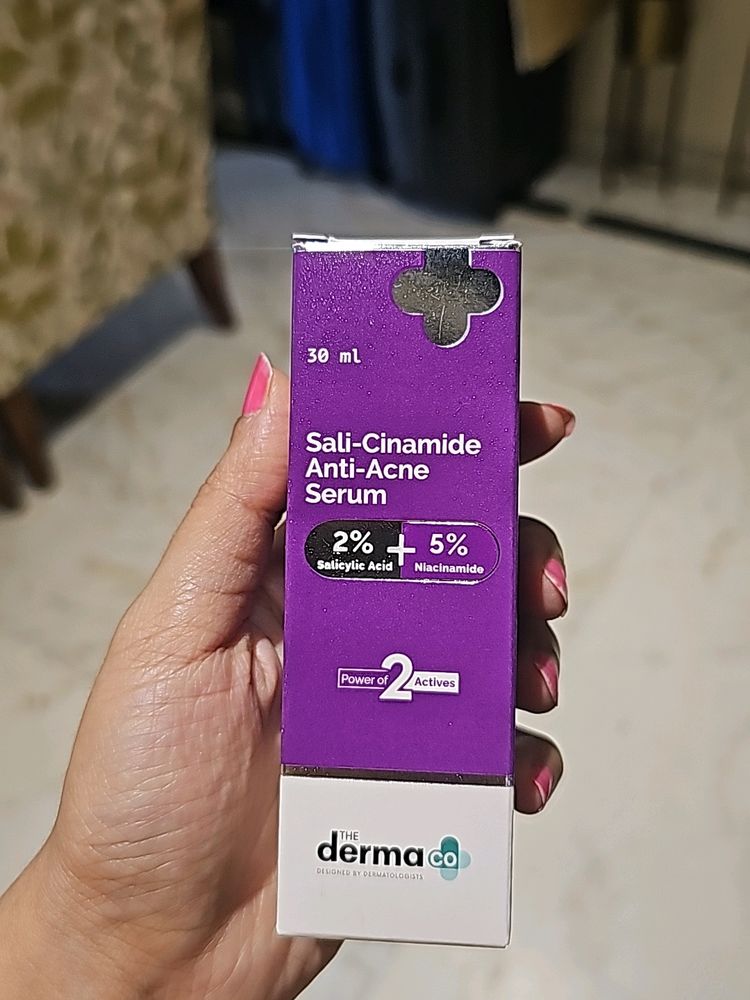 30 ml
Sali-Cinamide
Anti-Acne
Serum
2% + 5%
Salicylic Acid Niacinamide
Power of 2 Actives
THE
derma co
DESIGNED BY DERMATOLOGISTS